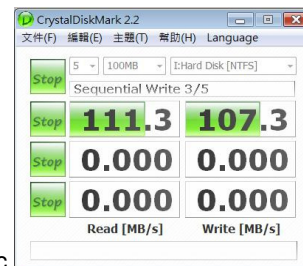 CrystalDiskMark 2.2
文件(F) 編輯(E) 主題(T) 幫助(H) Language
Stop 5 100MB I:Hard Disk [NTFS]
Sequential Write 3/5
Stop 111.3 107.3
Stop 0.000 0.000
Stop 0.000 0.000
Read [MB/s] Write [MB/s]
c